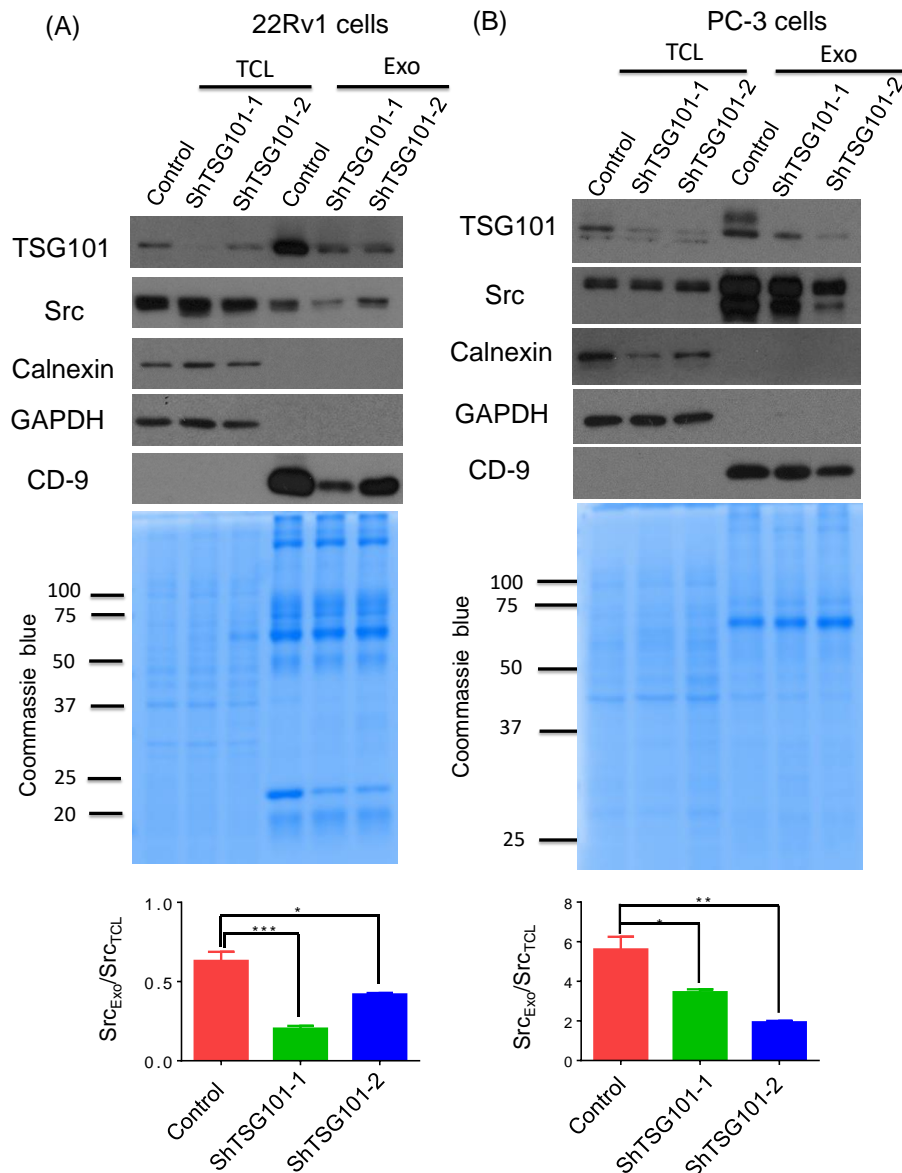 (A)
22Rv1 cells
TCL
Exo
Control
ShTSG101-1
ShTSG101-2
Control
ShTSG101-1
ShTSG101-2
TSG101
Src
Calnexin
GAPDH
CD-9
Coommassie blue
100
75
50
37
25
20
SrcExo/SrcTCL
1.0
0.5
0.0
*
***
Control
ShTSG101-1
ShTSG101-2
(B)
PC-3 cells
TCL
Exo
Control
ShTSG101-1
ShTSG101-2
Control
ShTSG101-1
ShTSG101-2
TSG101
Src
Calnexin
GAPDH
CD-9
Coommassie blue
100
75
50
37
25
SrcExo/SrcTCL
8
6
4
2
0
**
*
Control
ShTSG101-1
ShTSG101-2